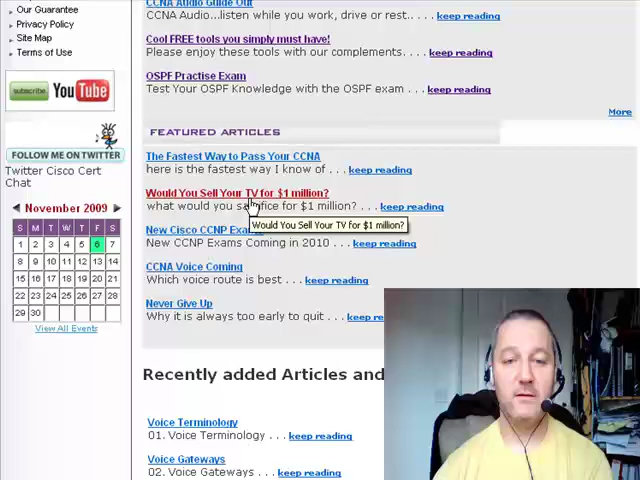 Our Guarantee
Privacy Policy
Site Map
Terms of Use
subscribe YouTube
FOLLOW ME ON TWITTER
Twitter Cisco Cert
Chat
November 2009
S M T W T F S
1 2 3 4 5 6 7
8 9 10 11 12 13 14
15 16 17 18 19 20 21
22 23 24 25 26 27 28
29 30
View All Events
CCNA Audio Guide Out
CCNA Audio...listen while you work, drive or rest.. . . keep reading
Cool FREE tools you simply must have!
Please enjoy these tools with our complements. . . . keep reading
OSPF Practise Exam
Test Your OSPF Knowledge with the OSPF exam . . . keep reading
More
FEATURED ARTICLES
The Fastest Way to Pass Your CCNA
here is the fastest way I know of . . . keep reading
Would You Sell Your TV for $1 million?
what would you sacrifice for $1 million? . . . keep reading
Would You Sell Your TV for $1 million?
New Cisco CCNP Exams
New CCNP Exams Coming in 2010 . . . keep reading
CCNA Voice Coming
Which voice route is best . . . keep reading
Never Give Up
Why it is always too early to quit . . . keep
Recently added Articles and
Voice Terminology
01. Voice Terminology . . . keep reading
Voice Gateways
02. Voice Gateways . . . keep reading